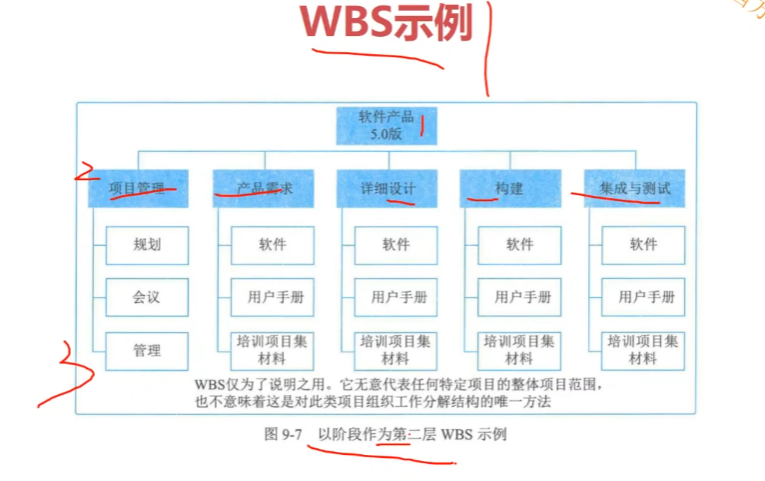 WBS示例
软件产品
5.0版
1
2
项目管理
产品需求
详细设计
构建
集成与测试
规划
软件
软件
软件
软件
会议
用户手册
用户手册
用户手册
用户手册
3
管理
培训项目集
材料
培训项目集
材料
培训项目集
材料
培训项目集
材料
WBS仅为了说明之用。它无意代表任何特定项目的整体项目范围，
也不意味着这是对此类项目组织工作分解结构的唯一方法
图 9-7 以阶段作为第二层 WBS 示例